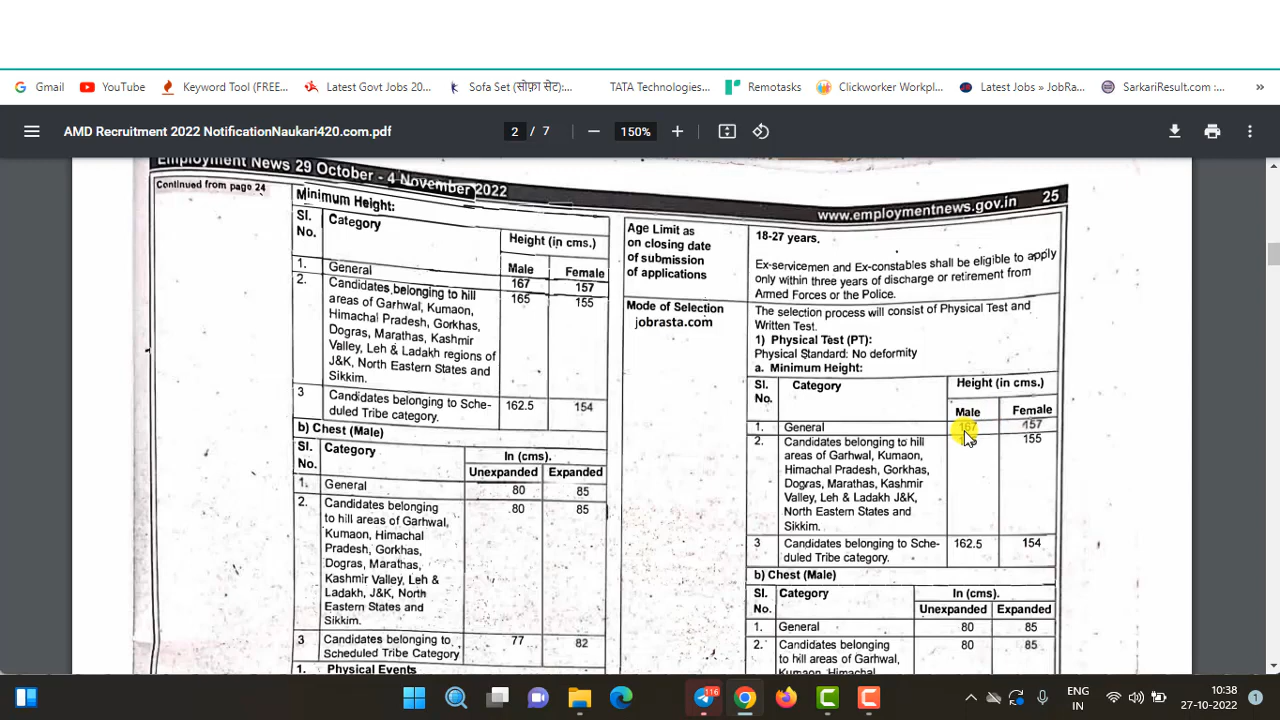 Gmail
YouTube
Keyword Tool (FREE...
Latest Govt Jobs 20...
Sofa Set (सोफ़ा सेट):...
TATA Technologies...
Remotasks
Clickworker Workpl...
Latest Jobs » JobRa...
SarkariResult.com :...
»
AMD Recruitment 2022 NotificationNaukari420.com.pdf
2 / 7
150%
Employment News 29 October - 4 November 2022
www.employmentnews.gov.in 25
Continued from page 24
Minimum Height:
Sl. No. Category Height (in cms.)
Male Female
1. General 167 157
2. Candidates belonging to hill 165 155
areas of Garhwal, Kumaon,
Himachal Pradesh, Gorkhas,
Dogras, Marathas, Kashmir
Valley, Leh & Ladakh regions of
J&K, North Eastern States and
Sikkim.
3 Candidates belonging to Sche- 162.5 154
duled Tribe category.
b) Chest (Male)
Sl. No. Category In (cms).
Unexpanded Expanded
1. General 80 85
2. Candidates belonging 80 85
to hill areas of Garhwal,
Kumaon, Himachal
Pradesh, Gorkhas,
Dogras, Marathas,
Kashmir Valley, Leh &
Ladakh, J&K, North
Eastern States and
Sikkim.
3 Candidates belonging to 77 82
Scheduled Tribe Category
1. Physical Events
Age Limit as
on closing date
of submission
of applications
18-27 years.
Ex-servicemen and Ex-constables shall be eligible to apply
only within three years of discharge or retirement from
Armed Forces or the Police.
Mode of Selection
jobrasta.com
The selection process will consist of Physical Test and
Written Test.
1) Physical Test (PT):
Physical Standard: No deformity
a. Minimum Height:
Sl. No. Category Height (in cms.)
Male Female
1. General 167 157
2. Candidates belonging to hill 155
areas of Garhwal, Kumaon,
Himachal Pradesh, Gorkhas,
Dogras, Marathas, Kashmir
Valley, Leh & Ladakh J&K,
North Eastern States and
Sikkim.
3 Candidates belonging to Sche- 162.5 154
duled Tribe category.
b) Chest (Male)
Sl. No. Category In (cms).
Unexpanded Expanded
1. General 80 85
2. Candidates belonging 80 85
to hill areas of Garhwal,
Kumaon, Himachal
116
ENG
IN
10:38
27-10-2022
1